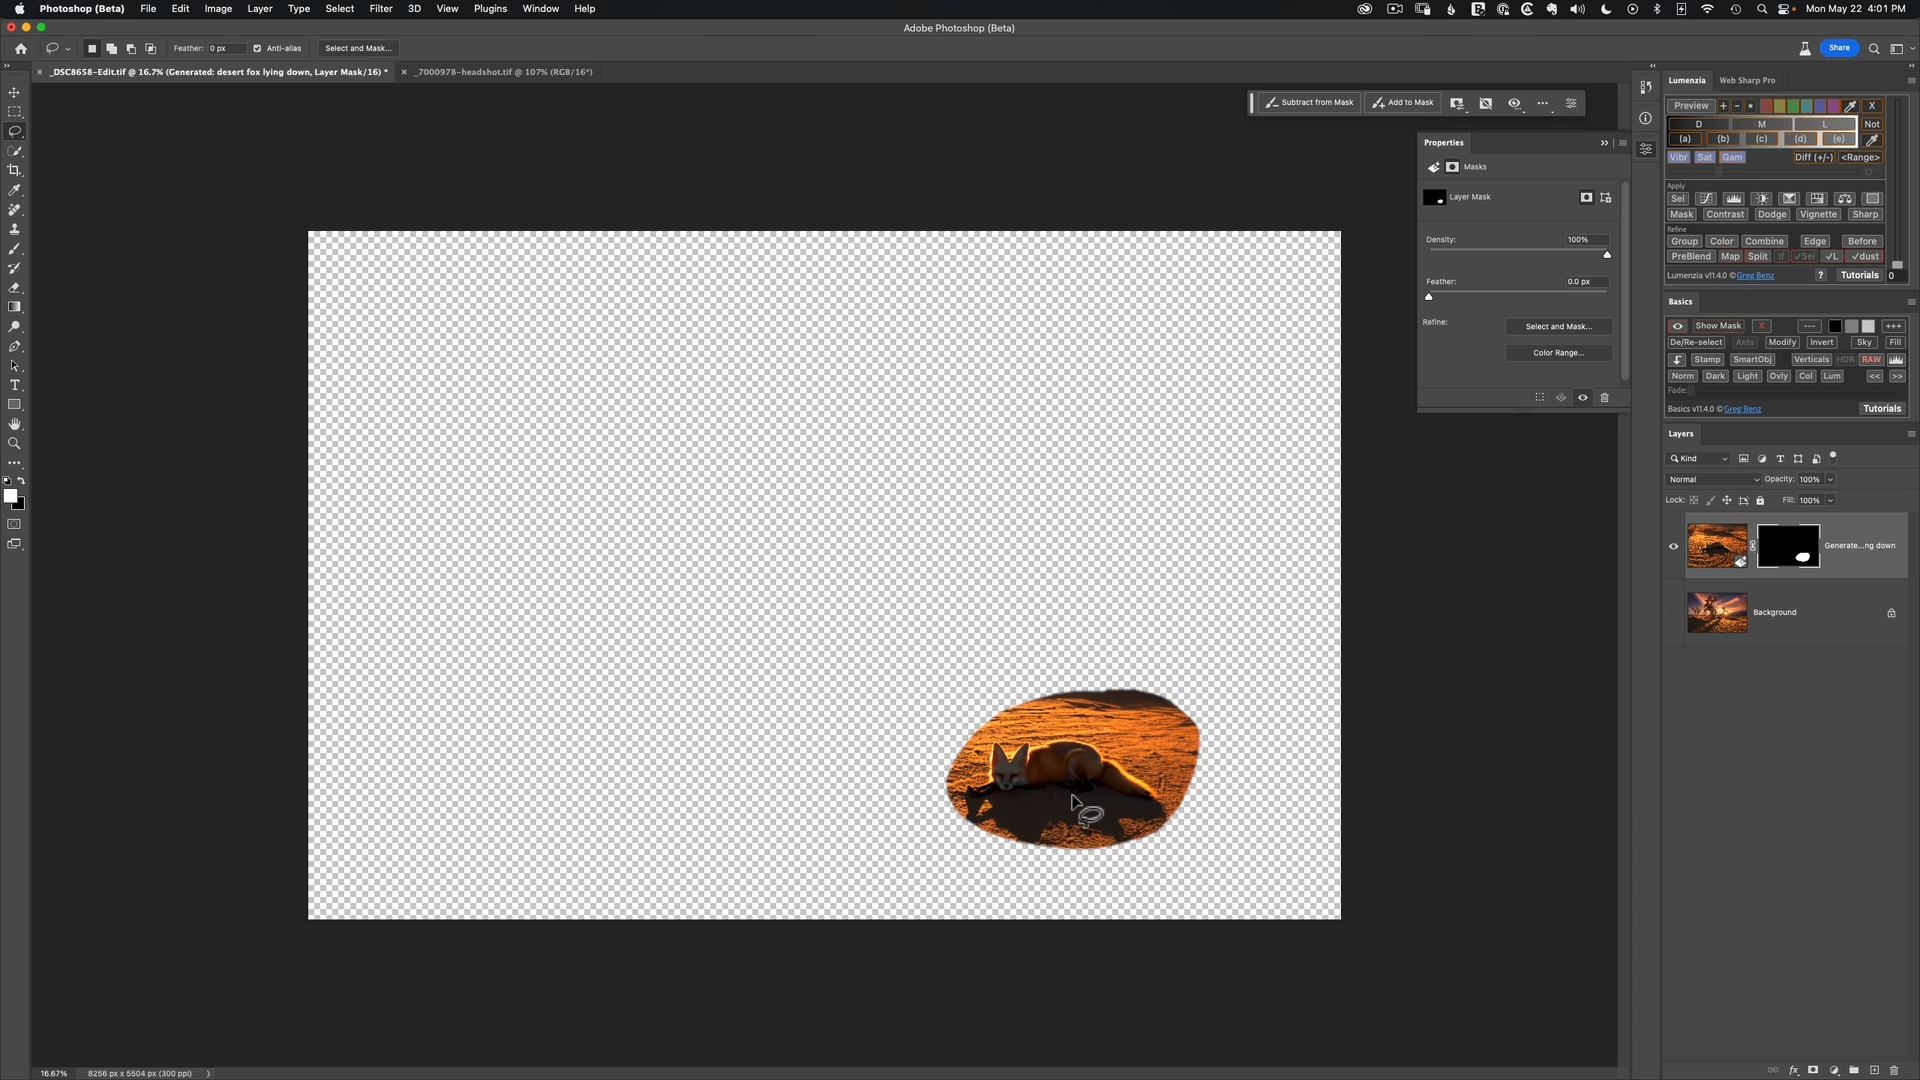 Photoshop (Beta) File Edit Image Layer Type Select Filter 3D View Plugins Window Help
Mon May 22 4:01 PM
Adobe Photoshop (Beta)
Feather: 0 px Anti-alias Select and Mask...
Share
_DSC8658-Edit.tif @ 16.7% (Generated: desert fox lying down, Layer Mask/16) *
_7000978-headshot.tif @ 107% (RGB/16*)
Subtract from Mask Add to Mask
Properties
Masks
Layer Mask
Density: 100%
Feather: 0.0 px
Refine: Select and Mask...
Color Range...
Lumenzia Web Sharp Pro
Preview + - X
D M L Not
(a) (b) (c) (d) (e)
Vibr Sat Gam Diff (+/-) <Range>
17
Apply
Sel
Mask Contrast Dodge Vignette Sharp
Refine
Group Color Combine Edge Before
PreBlend Map Split If ✓Sel ✓L ✓dust
Lumenzia v11.4.0 © Greg Benz ? Tutorials 0
Basics
Show Mask X --- +++
De/Re-select Ants Modify Invert Sky Fill
Stamp SmartObj Verticals HDR RAW
Norm Dark Light Ovly Col Lum << >>
Fade:
Basics v11.4.0 © Greg Benz Tutorials
Layers
Kind
Normal Opacity: 100%
Lock: Fill: 100%
Generate...ng down
Background
16.67% 8256 px x 5504 px (300 ppi)